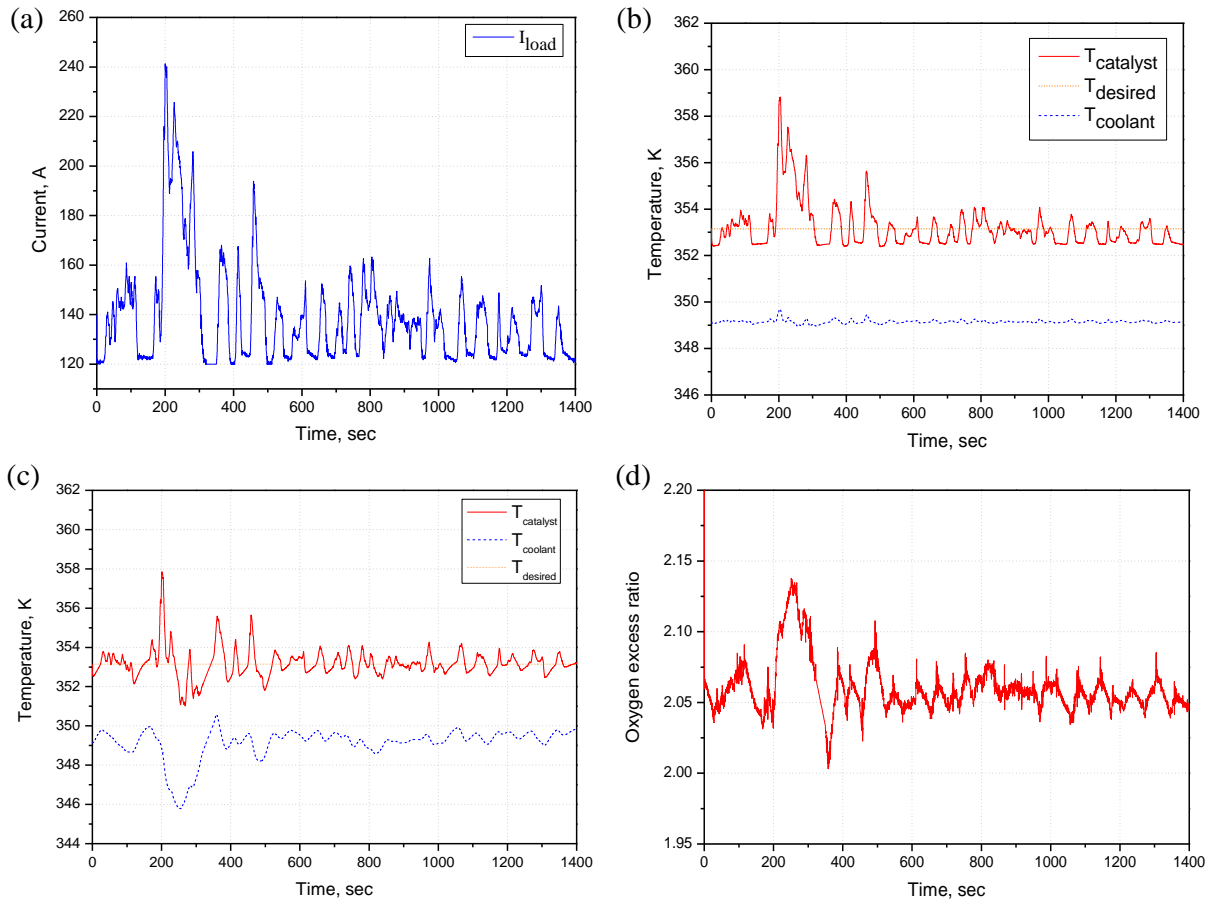 (a)
260
240
220
200
180
160
140
120
Current, A
I_load
0 200 400 600 800 1000 1200 1400
Time, sec
(b)
362
360
358
356
354
352
350
348
346
Temperature, K
T_catalyst
T_desired
T_coolant
0 200 400 600 800 1000 1200 1400
Time, sec
(c)
362
360
358
356
354
352
350
348
346
344
Temperature, K
T_catalyst
T_coolant
T_desired
0 200 400 600 800 1000 1200 1400
Time, sec
(d)
2.20
2.15
2.10
2.05
2.00
1.95
Oxygen excess ratio
0 200 400 600 800 1000 1200 1400
Time, sec